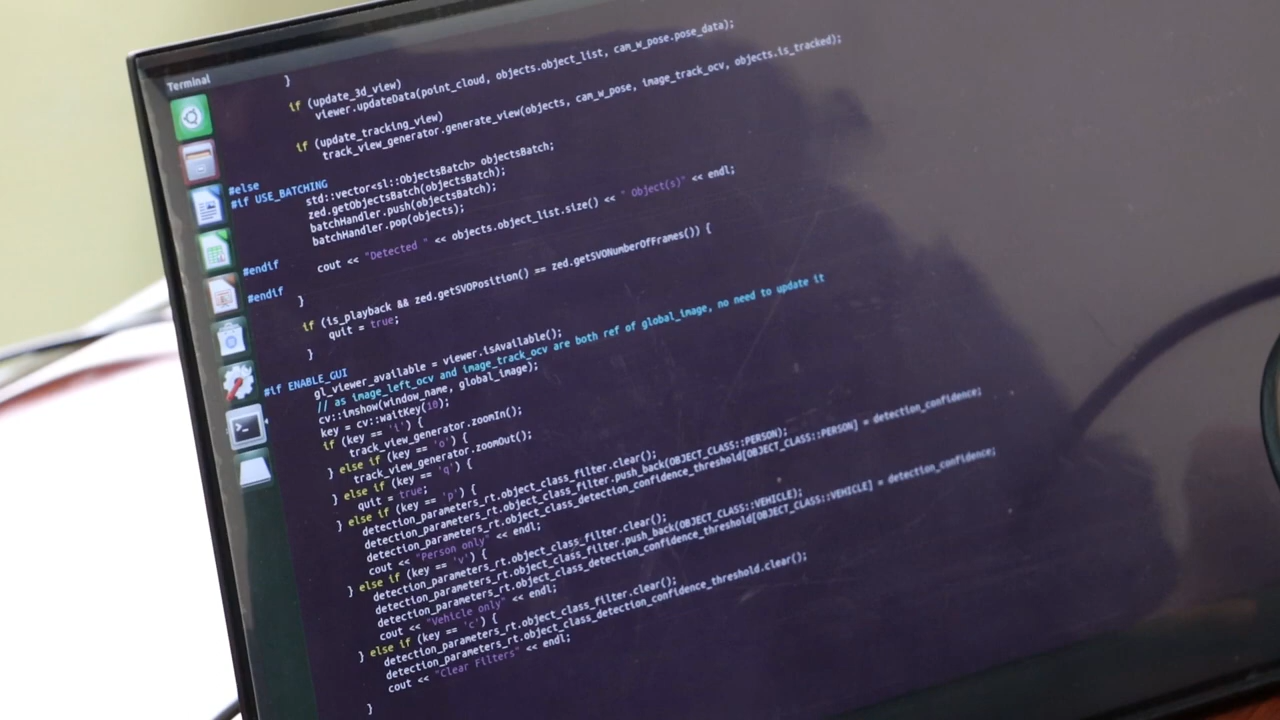 Terminal
}
if (update_3d_view)
viewer.updateData(point_cloud, objects.object_list, cam_w_pose.pose_data);
if (update_tracking_view)
track_view_generator.generate_view(objects, cam_w_pose, image_track_ocv, objects.is_tracked);
#else
#if USE_BATCHING
std::vector<sl::ObjectsBatch> objectsBatch;
zed.getObjectsBatch(objectsBatch);
batchHandler.push(objectsBatch);
batchHandler.pop(objects);
#endif
cout << "Detected " << objects.object_list.size() << " Object(s)" << endl;
#endif
}
if (is_playback && zed.getSVOPosition() == zed.getSVONumberOfFrames()) {
quit = true;
}
#if ENABLE_GUI
gl_viewer_available = viewer.isAvailable();
// as image_left_ocv and image_track_ocv are both ref of global_image, no need to update it
cv::imshow(window_name, global_image);
key = cv::waitKey(10);
if (key == 'i') {
track_view_generator.zoomIn();
} else if (key == 'o') {
track_view_generator.zoomOut();
} else if (key == 'q') {
quit = true;
} else if (key == 'p') {
detection_parameters_rt.object_class_filter.clear();
detection_parameters_rt.object_class_filter.push_back(OBJECT_CLASS::PERSON);
detection_parameters_rt.object_class_detection_confidence_threshold[OBJECT_CLASS::PERSON] = detection_confidence;
cout << "Person only" << endl;
} else if (key == 'v') {
detection_parameters_rt.object_class_filter.clear();
detection_parameters_rt.object_class_filter.push_back(OBJECT_CLASS::VEHICLE);
detection_parameters_rt.object_class_detection_confidence_threshold[OBJECT_CLASS::VEHICLE] = detection_confidence;
cout << "Vehicle only" << endl;
} else if (key == 'c') {
detection_parameters_rt.object_class_filter.clear();
detection_parameters_rt.object_class_detection_confidence_threshold.clear();
cout << "Clear Filters" << endl;
}